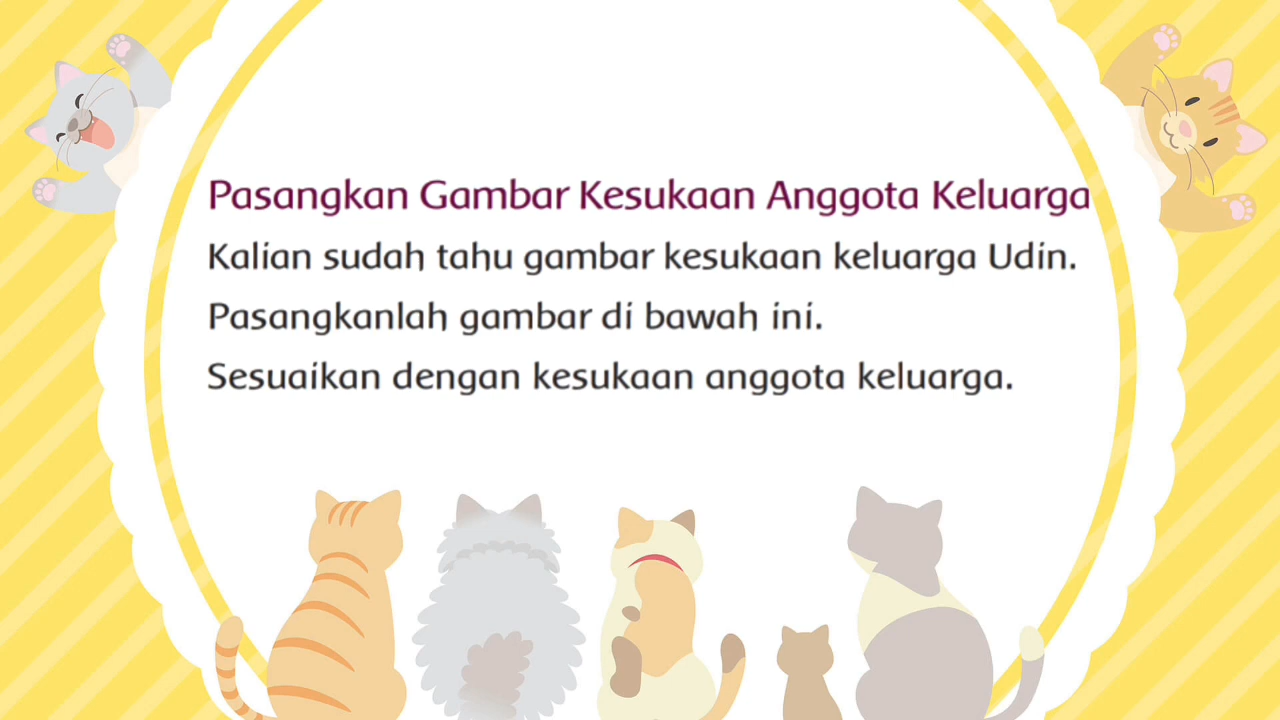 Pasangkan Gambar Kesukaan Anggota Keluarga
Kalian sudah tahu gambar kesukaan keluarga Udin.
Pasangkanlah gambar di bawah ini.
Sesuaikan dengan kesukaan anggota keluarga.